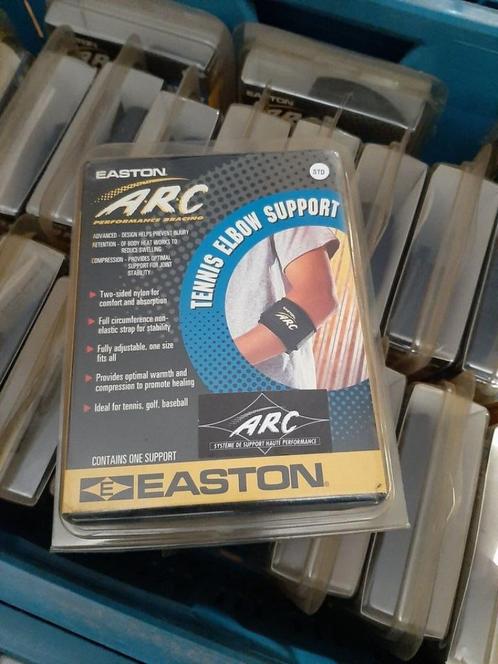 EASTON
EASTON
STD
ARC
PERFORMANCE BRACING
TENNIS ELBOW SUPPORT
ADVANCED - DESIGN HELPS PREVENT INJURY
RETENTION - OF BODY HEAT WORKS TO
REDUCE SWELLING
COMPRESSION - PROVIDES OPTIMAL
SUPPORT FOR JOINT
STABILITY
Two-sided nylon for
comfort and absorption
Full circumference non-
elastic strap for stability
Fully adjustable, one size
fits all
Provides optimal warmth and
compression to promote healing
Ideal for tennis, golf, baseball
ARC
ARC
SYSTÈME DE SUPPORT HAUTE PERFORMANCE
CONTAINS ONE SUPPORT
E EASTON®